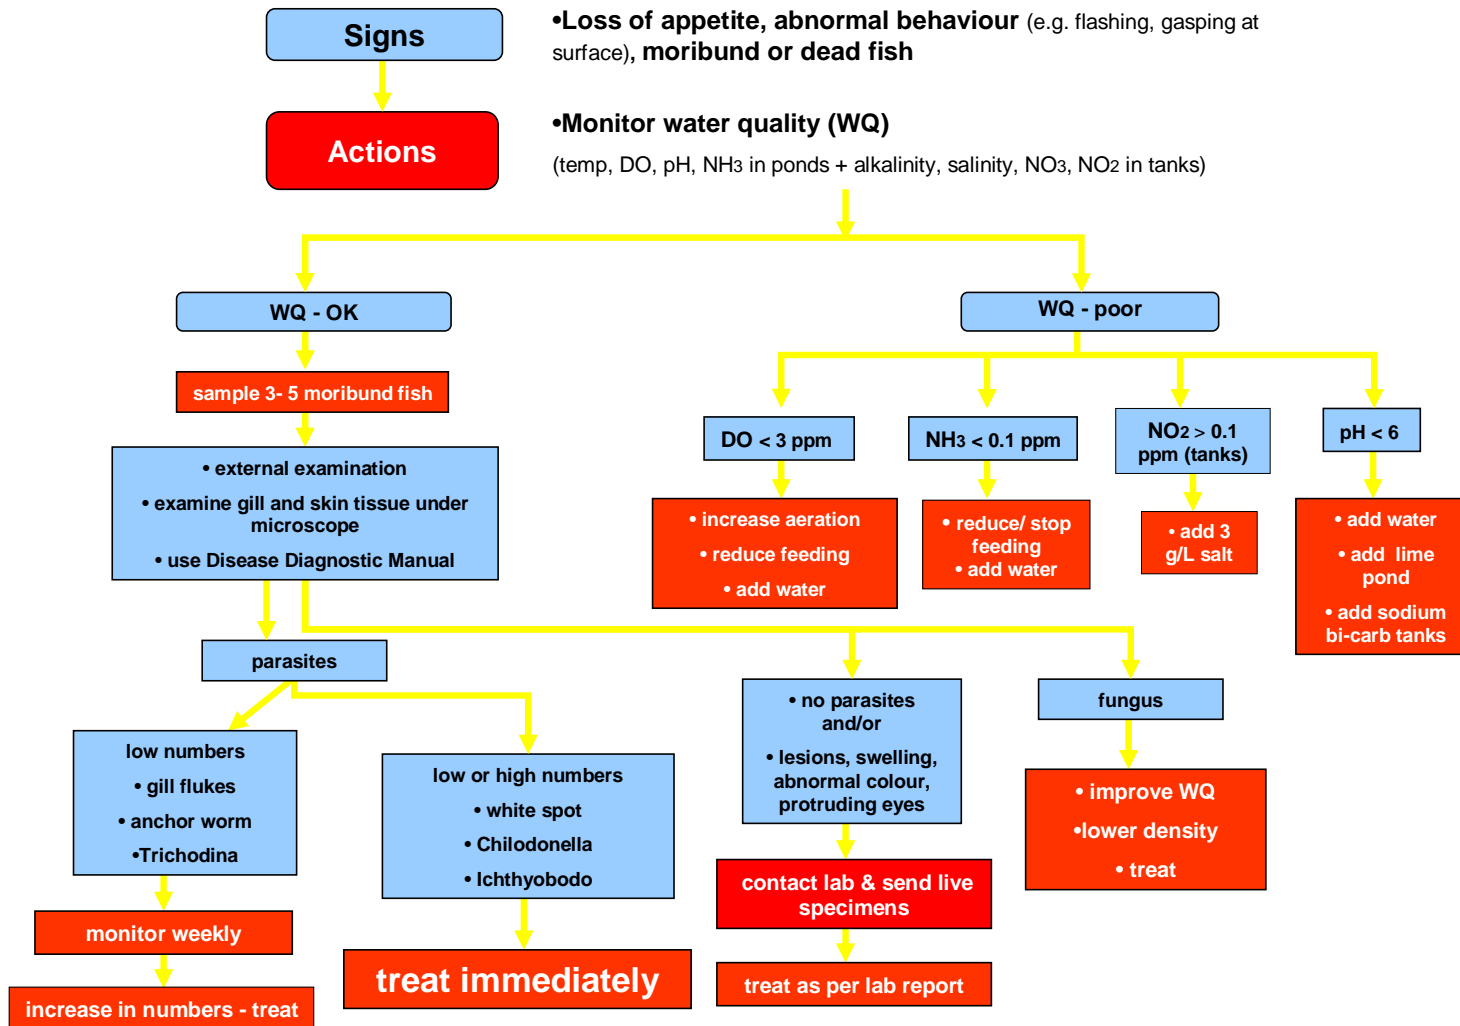 Signs
•Loss of appetite, abnormal behaviour (e.g. flashing, gasping at
surface), moribund or dead fish
Actions
•Monitor water quality (WQ)
(temp, DO, pH, NH3 in ponds + alkalinity, salinity, NO3, NO2 in tanks)
WQ - OK
WQ - poor
sample 3- 5 moribund fish
• external examination
• examine gill and skin tissue under
microscope
• use Disease Diagnostic Manual
DO < 3 ppm
NH3 < 0.1 ppm
NO2 > 0.1
ppm (tanks)
pH < 6
• increase aeration
• reduce feeding
• add water
• reduce/ stop
feeding
• add water
• add 3
g/L salt
• add water
• add lime
pond
• add sodium
bi-carb tanks
parasites
low numbers
• gill flukes
• anchor worm
•Trichodina
monitor weekly
increase in numbers - treat
low or high numbers
• white spot
• Chilodonella
• Ichthyobodo
treat immediately
• no parasites
and/or
• lesions, swelling,
abnormal colour,
protruding eyes
contact lab & send live
specimens
treat as per lab report
fungus
• improve WQ
•lower density
• treat